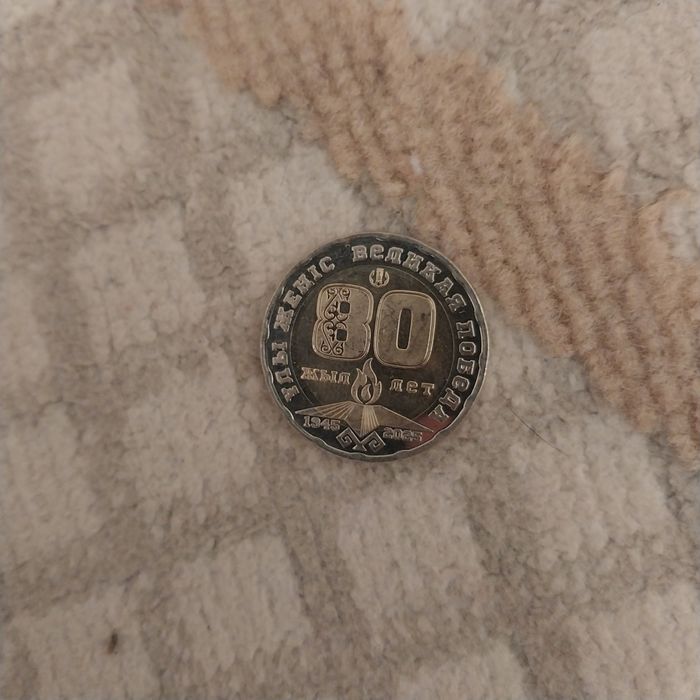 ҰЛЫ ЖЕҢІС ВЕЛИКАЯ ПОБЕДА
80
ЖЫЛ ЛЕТ
1945 2025